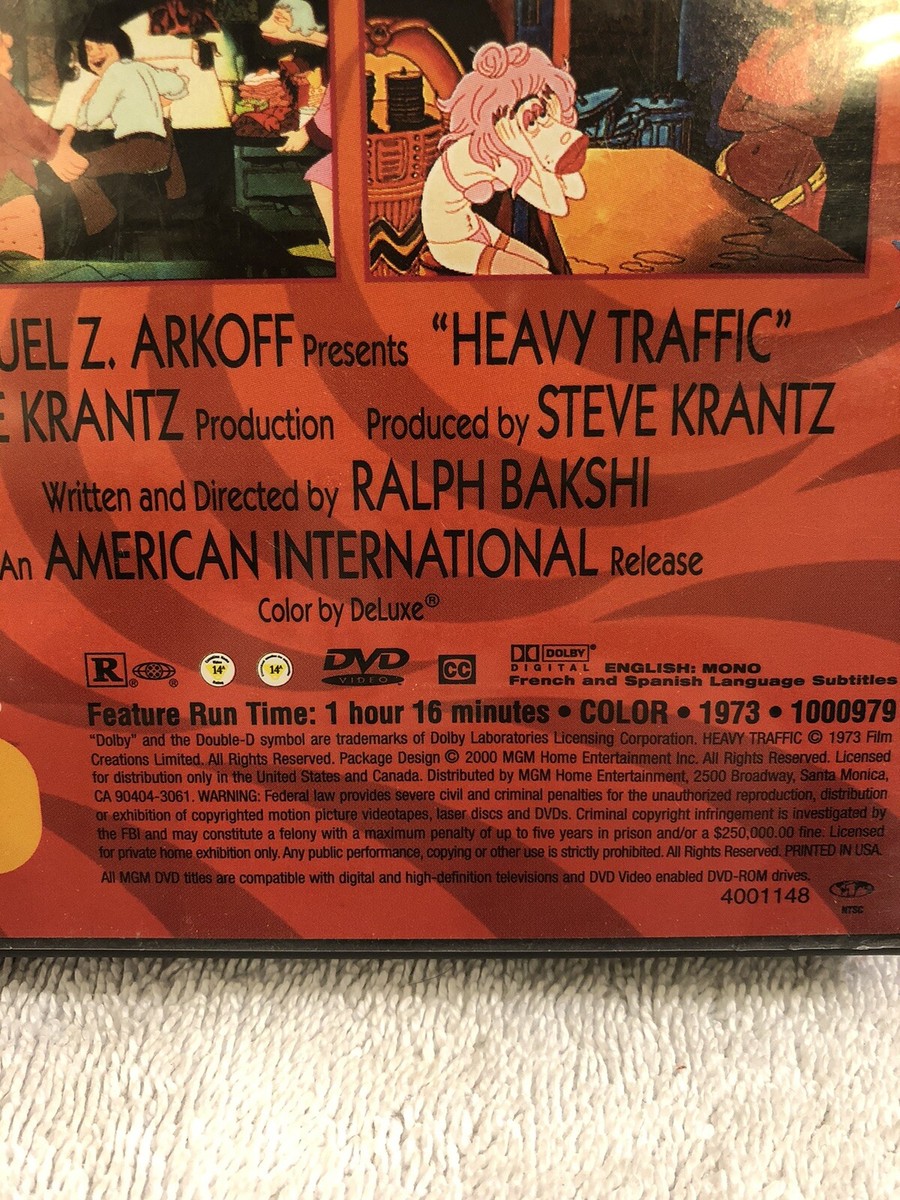 UEL Z. ARKOFF Presents "HEAVY TRAFFIC"
E KRANTZ Production Produced by STEVE KRANTZ
Written and Directed by RALPH BAKSHI
An AMERICAN INTERNATIONAL Release
Color by DeLuxe®
R ® ® 14A 14A DVD VIDEO CC DOLBY® DIGITAL ENGLISH: MONO
French and Spanish Language Subtitles
Feature Run Time: 1 hour 16 minutes • COLOR • 1973 • 1000979
"Dolby" and the Double-D symbol are trademarks of Dolby Laboratories Licensing Corporation. HEAVY TRAFFIC © 1973 Film
Creations Limited. All Rights Reserved. Package Design © 2000 MGM Home Entertainment Inc. All Rights Reserved. Licensed
for distribution only in the United States and Canada. Distributed by MGM Home Entertainment, 2500 Broadway, Santa Monica,
CA 90404-3061. WARNING: Federal law provides severe civil and criminal penalties for the unauthorized reproduction, distribution
or exhibition of copyrighted motion picture videotapes, laser discs and DVDs. Criminal copyright infringement is investigated by
the FBI and may constitute a felony with a maximum penalty of up to five years in prison and/or a $250,000.00 fine. Licensed
for private home exhibition only. Any public performance, copying or other use is strictly prohibited. All Rights Reserved. PRINTED IN USA.
All MGM DVD titles are compatible with digital and high-definition televisions and DVD Video enabled DVD-ROM drives.
4001148
NTSC